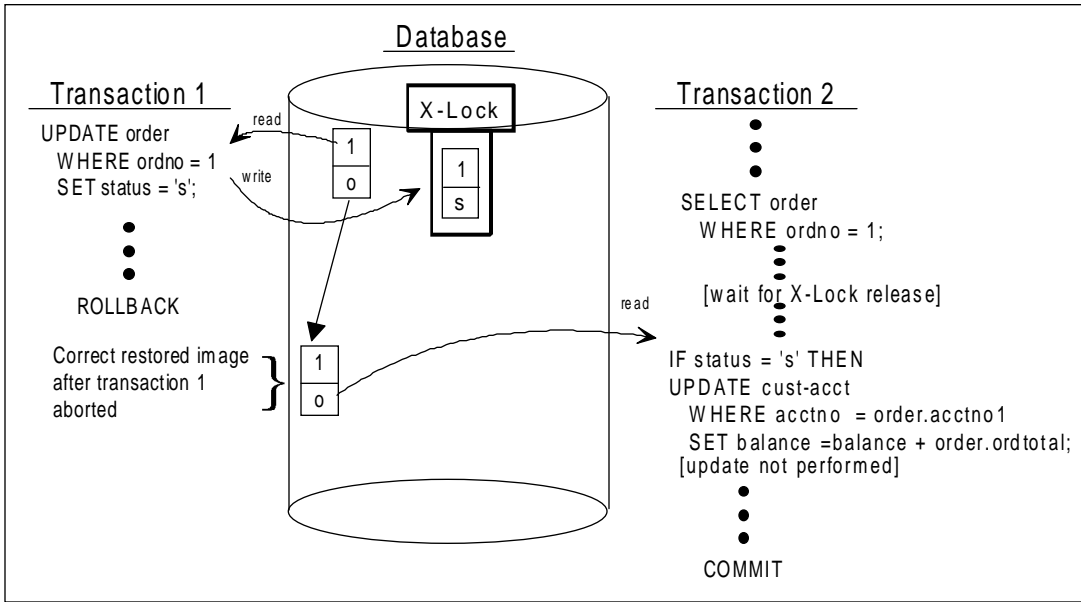 Database
Transaction 1
UPDATE order
WHERE ordno = 1
SET status = 's';
ROLLBACK
Correct restored image
after transaction 1
aborted
}
read
write
1
o
X-Lock
1
s
1
o
read
Transaction 2
SELECT order
WHERE ordno = 1;
[wait for X-Lock release]
IF status = 's' THEN
UPDATE cust-acct
WHERE acctno = order.acctno1
SET balance =balance + order.ordtotal;
[update not performed]
COMMIT